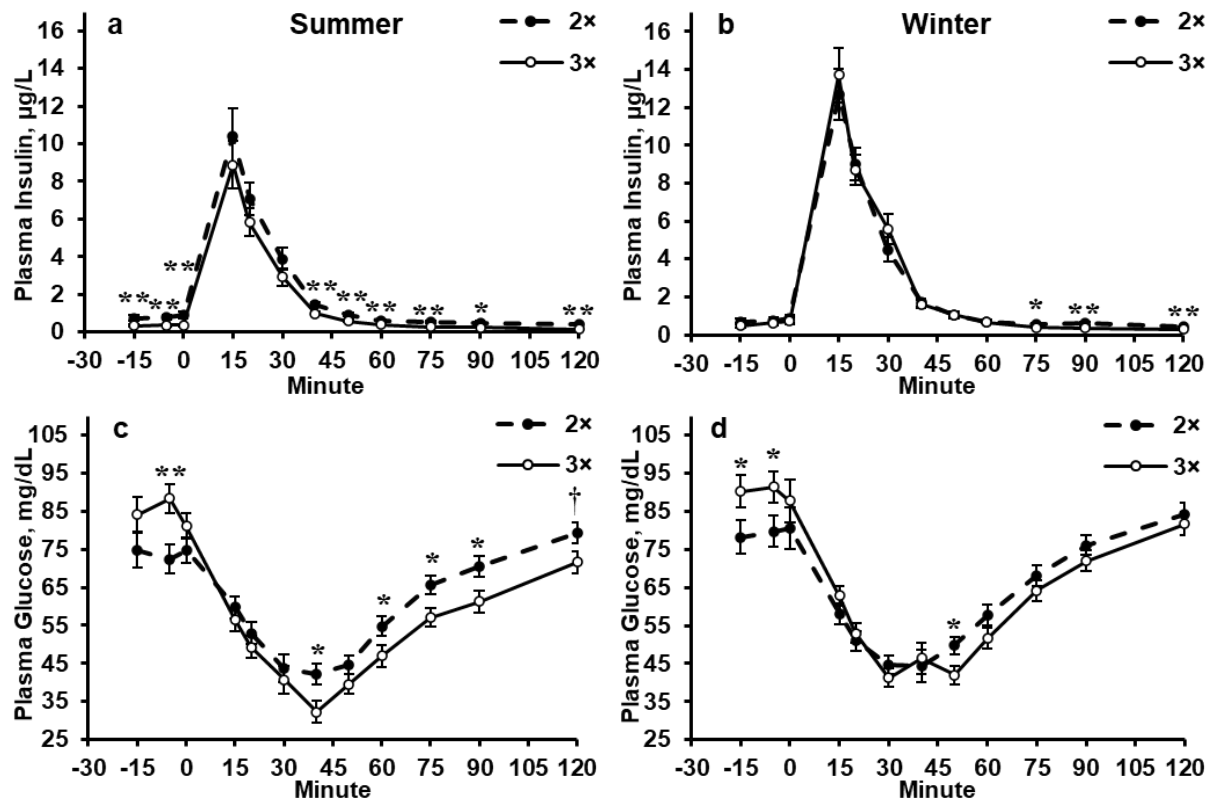 a Summer
2×
3×
Plasma Insulin, µg/L
16
14
12
10
8
6
4
2
0
** ** ** ** ** ** ** * **
-30 -15 0 15 30 45 60 75 90 105 120
Minute
b Winter
2×
3×
Plasma Insulin, µg/L
16
14
12
10
8
6
4
2
0
* ** **
-30 -15 0 15 30 45 60 75 90 105 120
Minute
c
2×
3×
Plasma Glucose, mg/dL
105
95
85
75
65
55
45
35
25
** * * * * †
-30 -15 0 15 30 45 60 75 90 105 120
Minute
d
2×
3×
Plasma Glucose, mg/dL
105
95
85
75
65
55
45
35
25
* * *
-30 -15 0 15 30 45 60 75 90 105 120
Minute